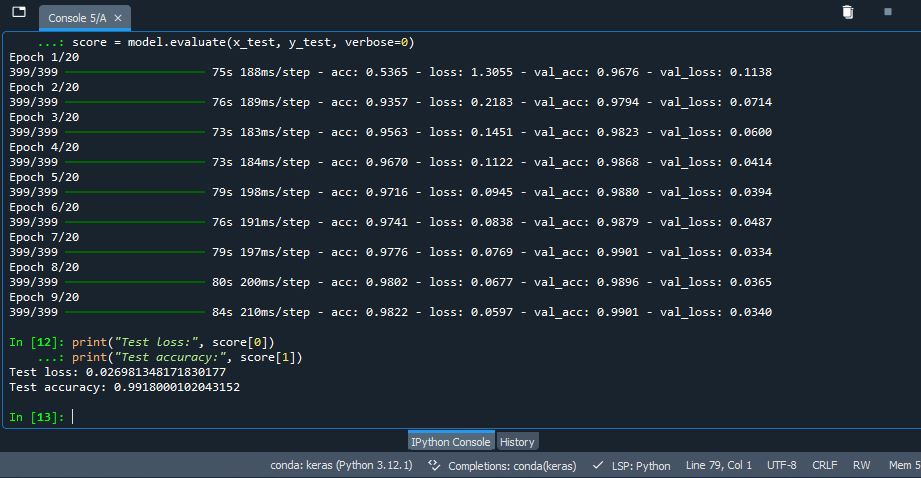 Console 5/A
...: score = model.evaluate(x_test, y_test, verbose=0)
Epoch 1/20
399/399 75s 188ms/step - acc: 0.5365 - loss: 1.3055 - val_acc: 0.9676 - val_loss: 0.1138
Epoch 2/20
399/399 76s 189ms/step - acc: 0.9357 - loss: 0.2183 - val_acc: 0.9794 - val_loss: 0.0714
Epoch 3/20
399/399 73s 183ms/step - acc: 0.9563 - loss: 0.1451 - val_acc: 0.9823 - val_loss: 0.0600
Epoch 4/20
399/399 73s 184ms/step - acc: 0.9670 - loss: 0.1122 - val_acc: 0.9868 - val_loss: 0.0414
Epoch 5/20
399/399 79s 198ms/step - acc: 0.9716 - loss: 0.0945 - val_acc: 0.9880 - val_loss: 0.0394
Epoch 6/20
399/399 76s 191ms/step - acc: 0.9741 - loss: 0.0838 - val_acc: 0.9879 - val_loss: 0.0487
Epoch 7/20
399/399 79s 197ms/step - acc: 0.9776 - loss: 0.0769 - val_acc: 0.9901 - val_loss: 0.0334
Epoch 8/20
399/399 80s 200ms/step - acc: 0.9802 - loss: 0.0677 - val_acc: 0.9896 - val_loss: 0.0365
Epoch 9/20
399/399 84s 210ms/step - acc: 0.9822 - loss: 0.0597 - val_acc: 0.9901 - val_loss: 0.0340
In [12]: print("Test loss:", score[0])
...: print("Test accuracy:", score[1])
Test loss: 0.026981348171830177
Test accuracy: 0.9918000102043152
In [13]:
IPython Console History
conda: keras (Python 3.12.1) Completions: conda(keras) LSP: Python Line 79, Col 1 UTF-8 CRLF RW Mem 5